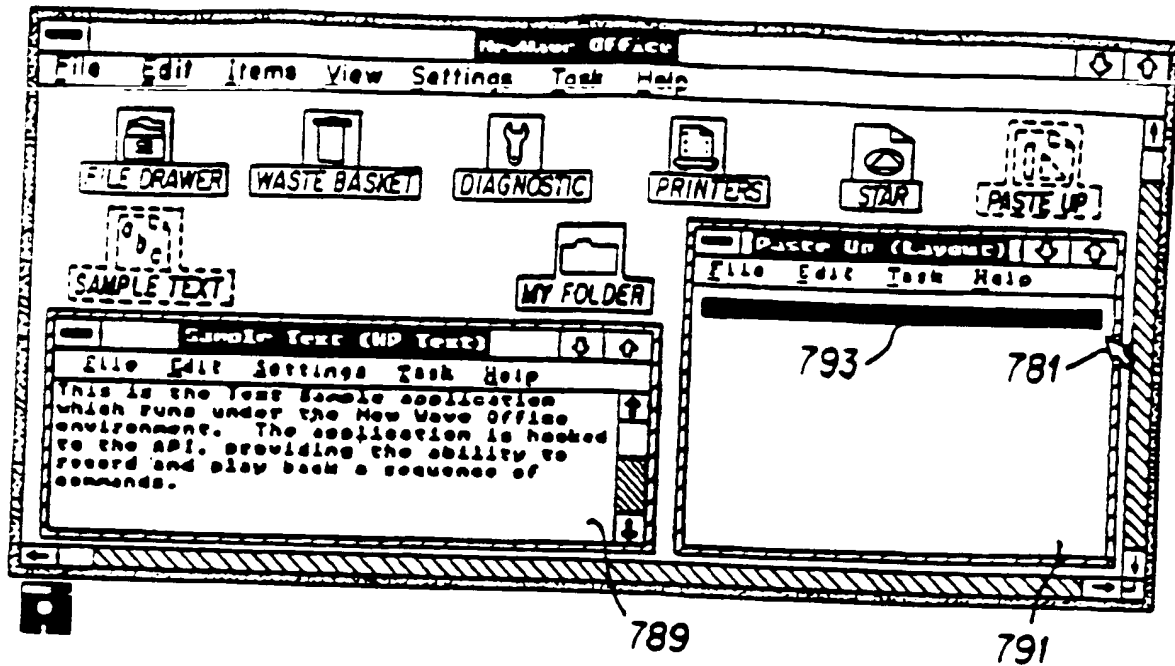 NewWave Office
File Edit Items View Settings Task Help
FILE DRAWER WASTE BASKET DIAGNOSTIC PRINTERS STAR PASTE UP
SAMPLE TEXT MY FOLDER
Paste Up (Layout)
File Edit Task Help
793 781
Sample Text (HP Text)
File Edit Settings Task Help
This is the Text Sample application
which runs under the New Wave Office
environment. The application is hooked
to the API, providing the ability to
record and play back a sequence of
commands.
789 791